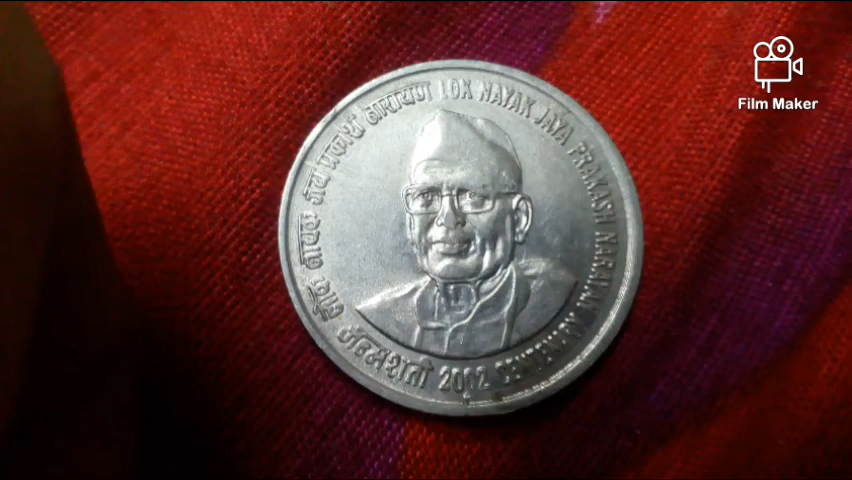 लोक नायक जय प्रकाश नारायण LOK NAYAK JAYA PRAKASH NARAYAN
जन्मशती 2002 CENTENARY
Film Maker